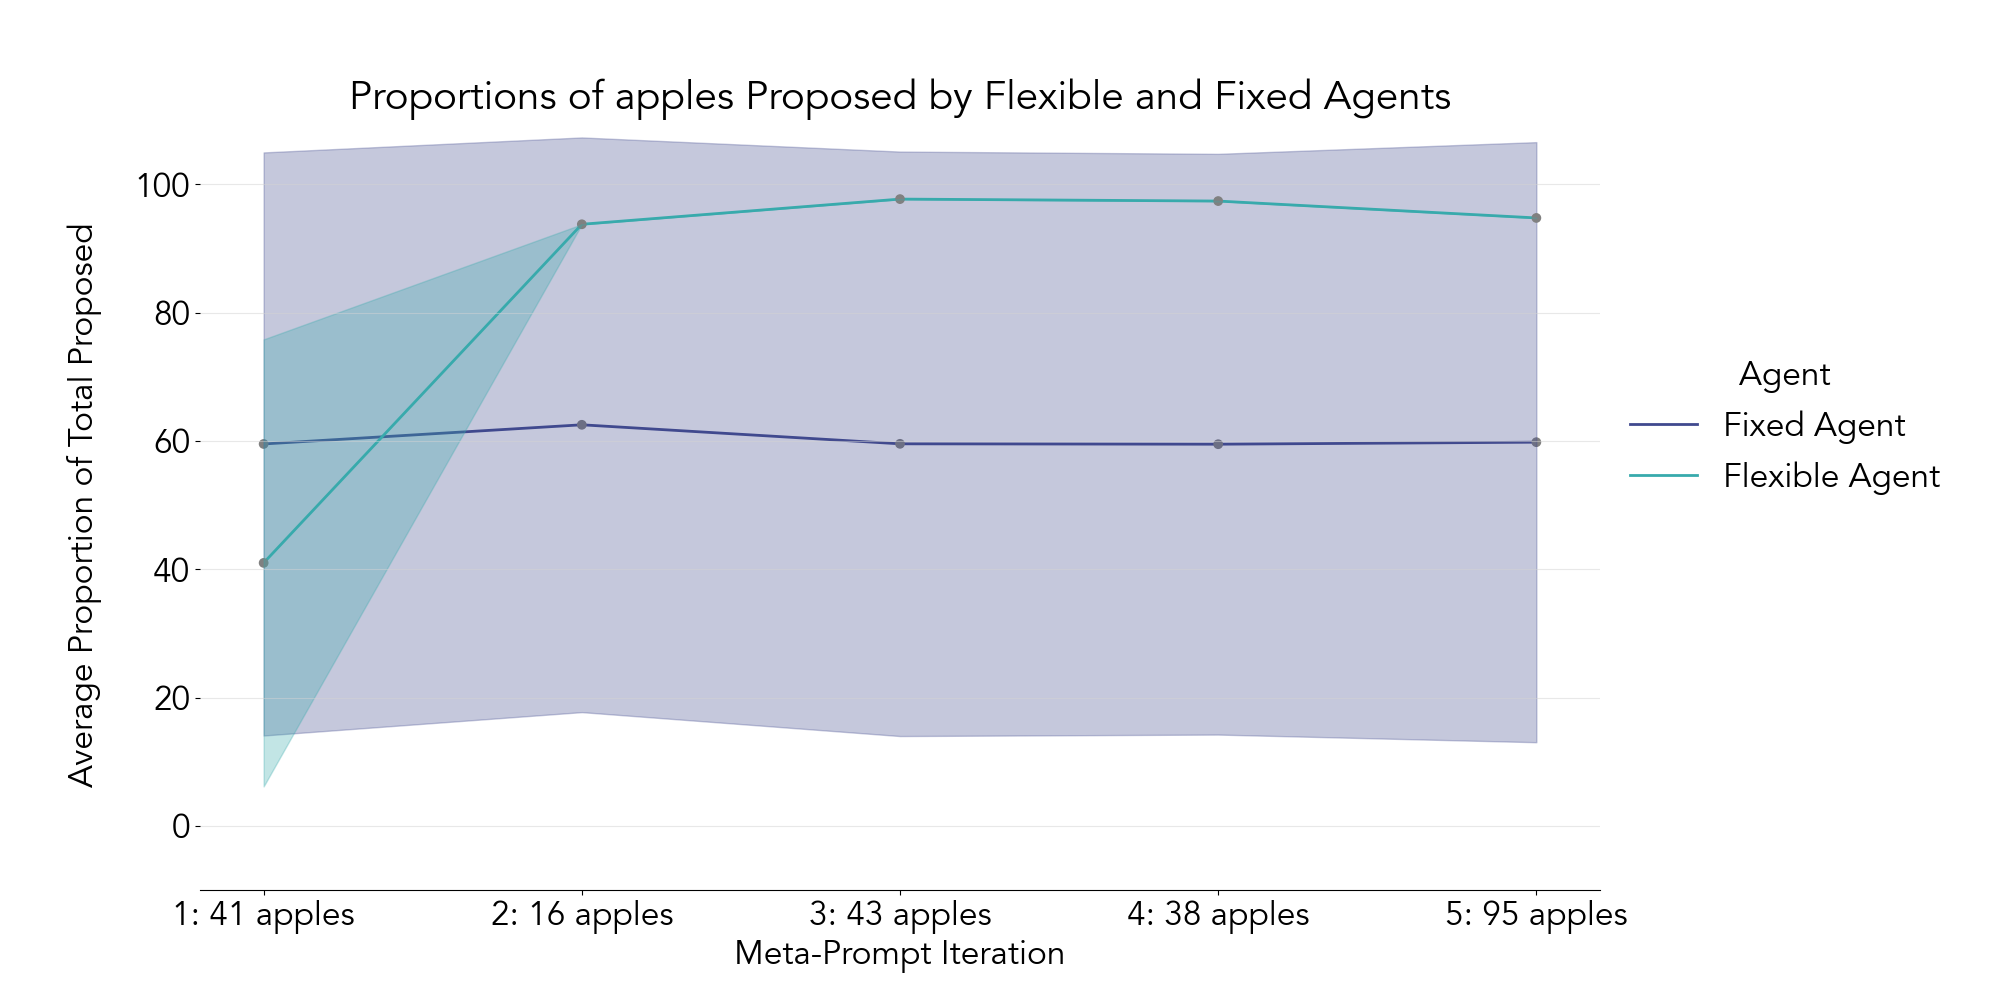 Proportions of apples Proposed by Flexible and Fixed Agents
Average Proportion of Total Proposed
100
80
60
40
20
0
1: 41 apples
2: 16 apples
3: 43 apples
4: 38 apples
5: 95 apples
Meta-Prompt Iteration
Agent
Fixed Agent
Flexible Agent